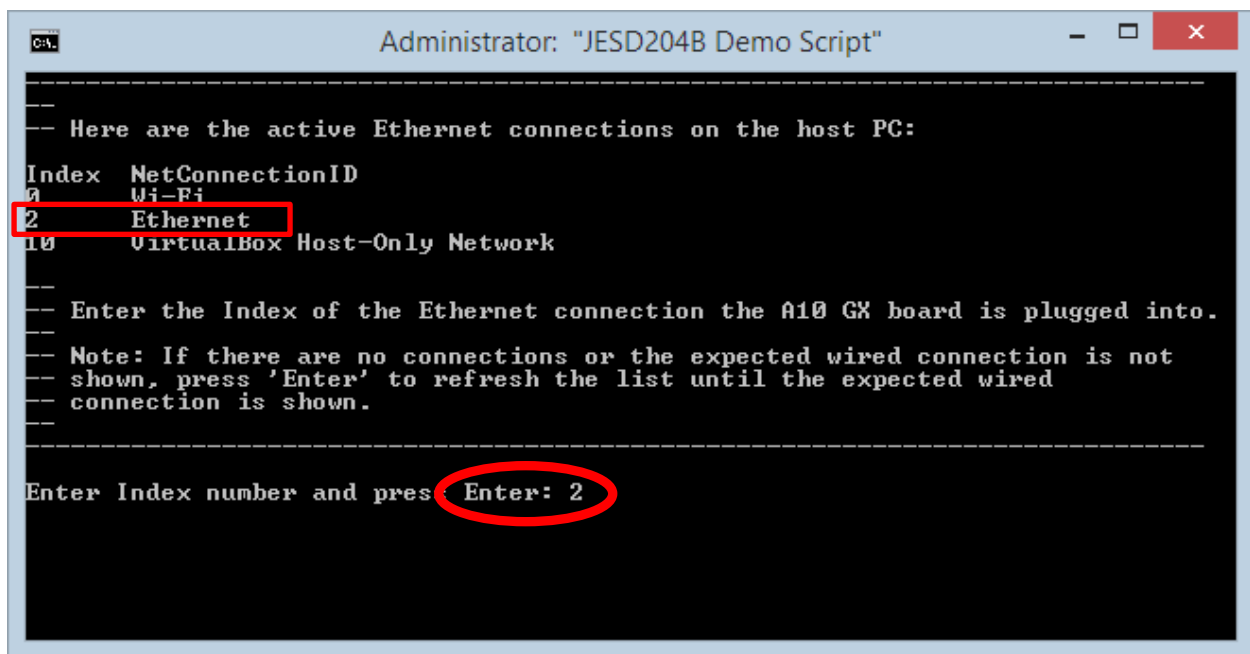 C:\.
Administrator: "JESD204B Demo Script"
--------------------------------------------------------------------------------
--
-- Here are the active Ethernet connections on the host PC:
Index NetConnectionID
0 Wi-Fi
2 Ethernet
10 VirtualBox Host-Only Network
--
-- Enter the Index of the Ethernet connection the A10 GX board is plugged into.
--
-- Note: If there are no connections or the expected wired connection is not
-- shown, press 'Enter' to refresh the list until the expected wired
-- connection is shown.
--
--------------------------------------------------------------------------------
Enter Index number and press Enter: 2